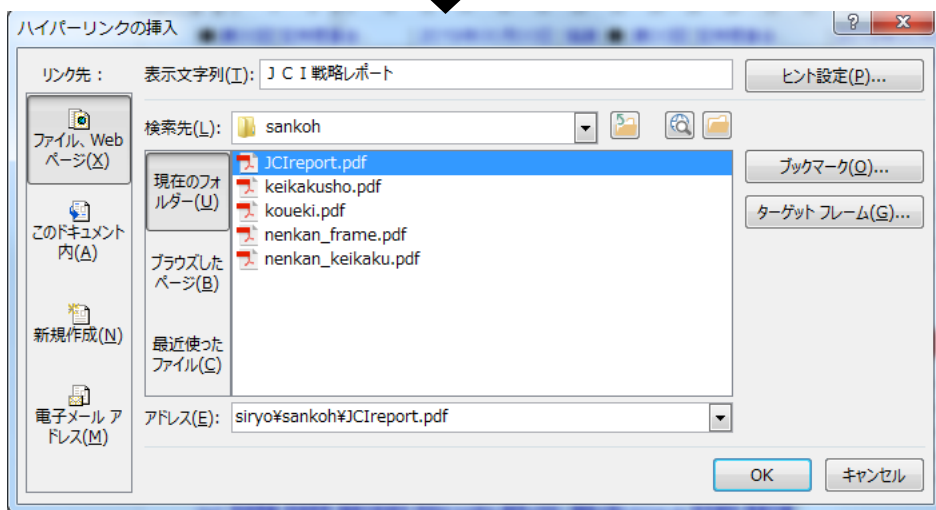 ハイパーリンクの挿入
リンク先：
表示文字列(T):
ＪＣＩ戦略レポート
ヒント設定(P)...
ファイル、Web
ページ(X)
検索先(L):
sankoh
現在のフォ
ルダー(U)
JCIreport.pdf
keikakusho.pdf
koueki.pdf
nenkan_frame.pdf
nenkan_keikaku.pdf
ブックマーク(O)...
ターゲット フレーム(G)...
このドキュメント
内(A)
ブラウズした
ページ(B)
新規作成(N)
最近使った
ファイル(C)
電子メール ア
ドレス(M)
アドレス(E):
siryo¥sankoh¥JCIreport.pdf
OK
キャンセル